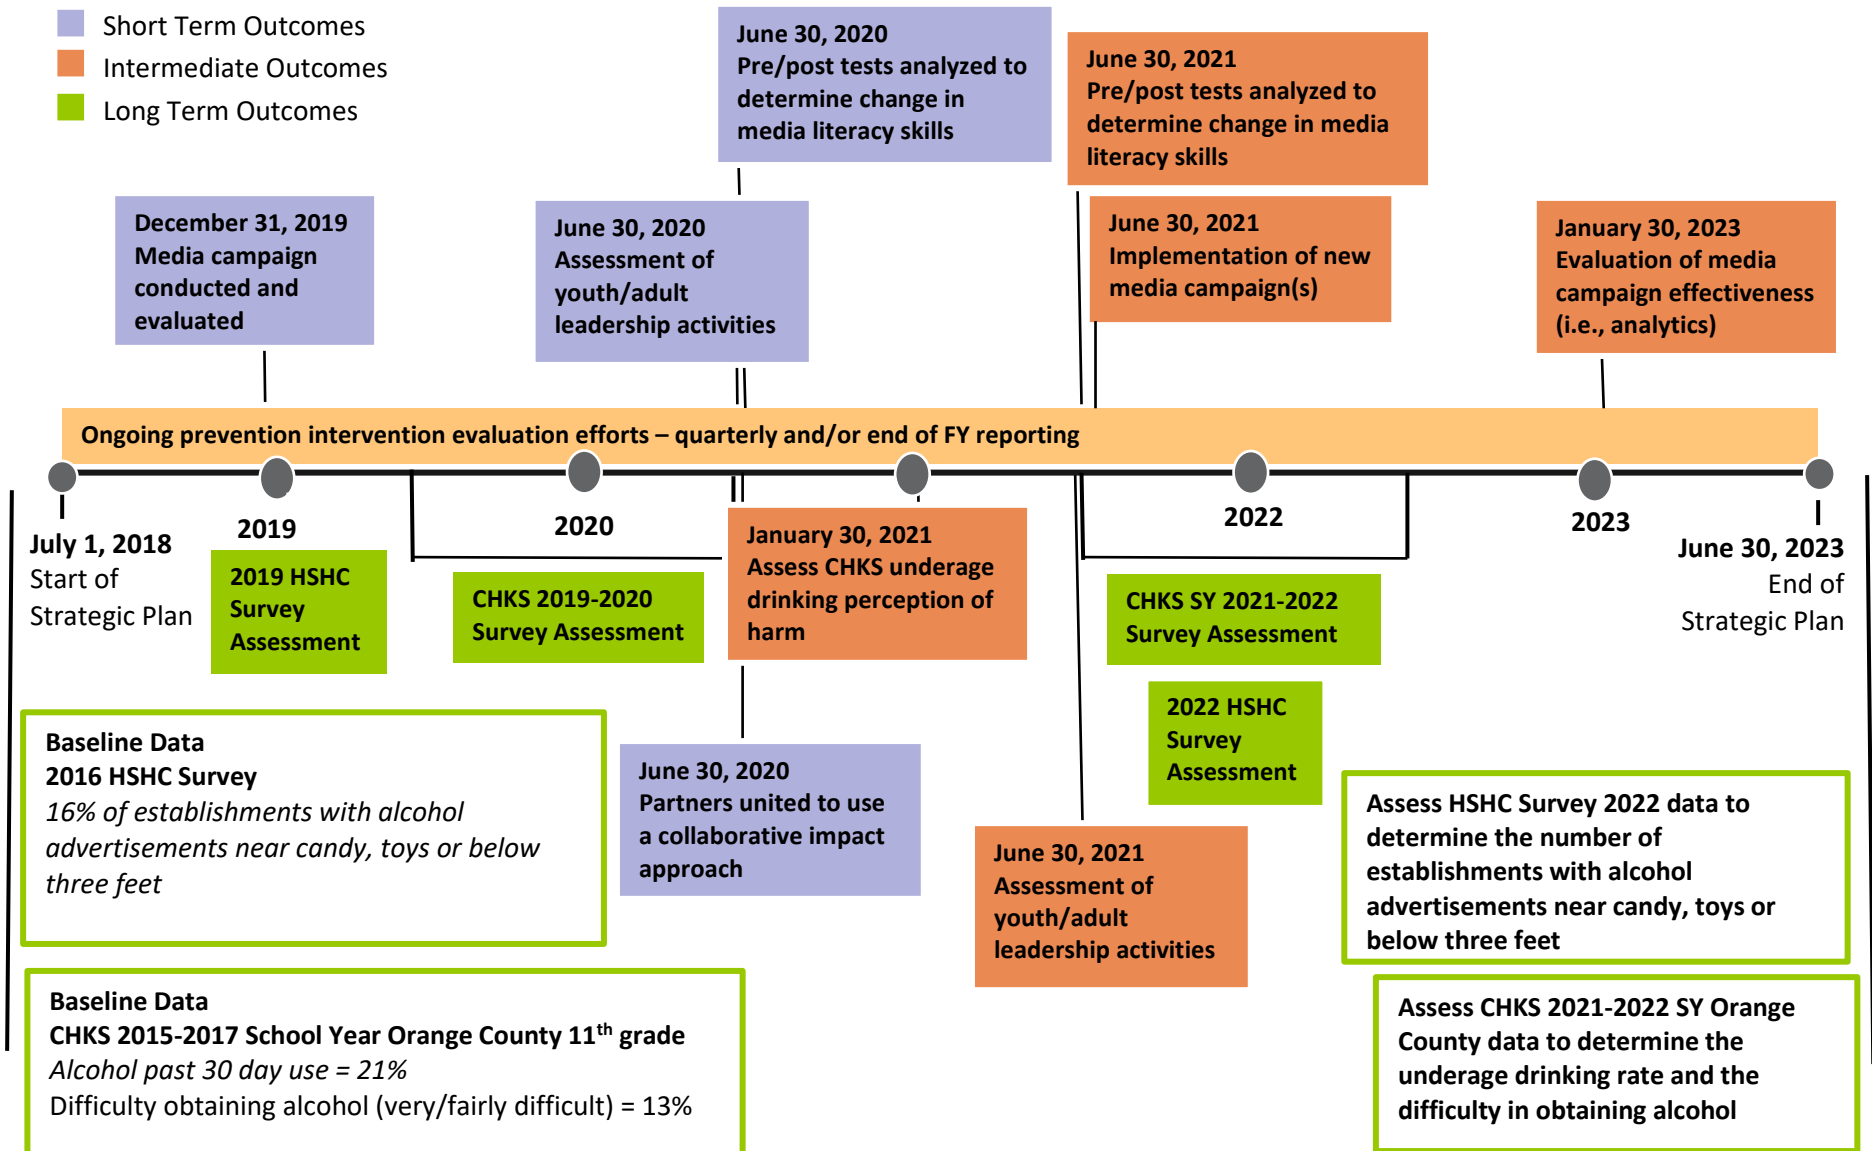 Short Term Outcomes
Intermediate Outcomes
Long Term Outcomes
June 30, 2020
Pre/post tests analyzed to
determine change in
media literacy skills
June 30, 2021
Pre/post tests analyzed to
determine change in media
literacy skills
December 31, 2019
Media campaign
conducted and
evaluated
June 30, 2020
Assessment of
youth/adult
leadership activities
June 30, 2021
Implementation of new
media campaign(s)
January 30, 2023
Evaluation of media
campaign effectiveness
(i.e., analytics)
Ongoing prevention intervention evaluation efforts – quarterly and/or end of FY reporting
July 1, 2018
Start of
Strategic Plan
2019
2020
2022
2023
June 30, 2023
End of
Strategic Plan
2019 HSHC
Survey
Assessment
CHKS 2019-2020
Survey Assessment
January 30, 2021
Assess CHKS underage
drinking perception of
harm
CHKS SY 2021-2022
Survey Assessment
2022 HSHC
Survey
Assessment
Baseline Data
2016 HSHC Survey
16% of establishments with alcohol
advertisements near candy, toys or below
three feet
June 30, 2020
Partners united to use
a collaborative impact
approach
June 30, 2021
Assessment of
youth/adult
leadership activities
Assess HSHC Survey 2022 data to
determine the number of
establishments with alcohol
advertisements near candy, toys or
below three feet
Baseline Data
CHKS 2015-2017 School Year Orange County 11th grade
Alcohol past 30 day use = 21%
Difficulty obtaining alcohol (very/fairly difficult) = 13%
Assess CHKS 2021-2022 SY Orange
County data to determine the
underage drinking rate and the
difficulty in obtaining alcohol